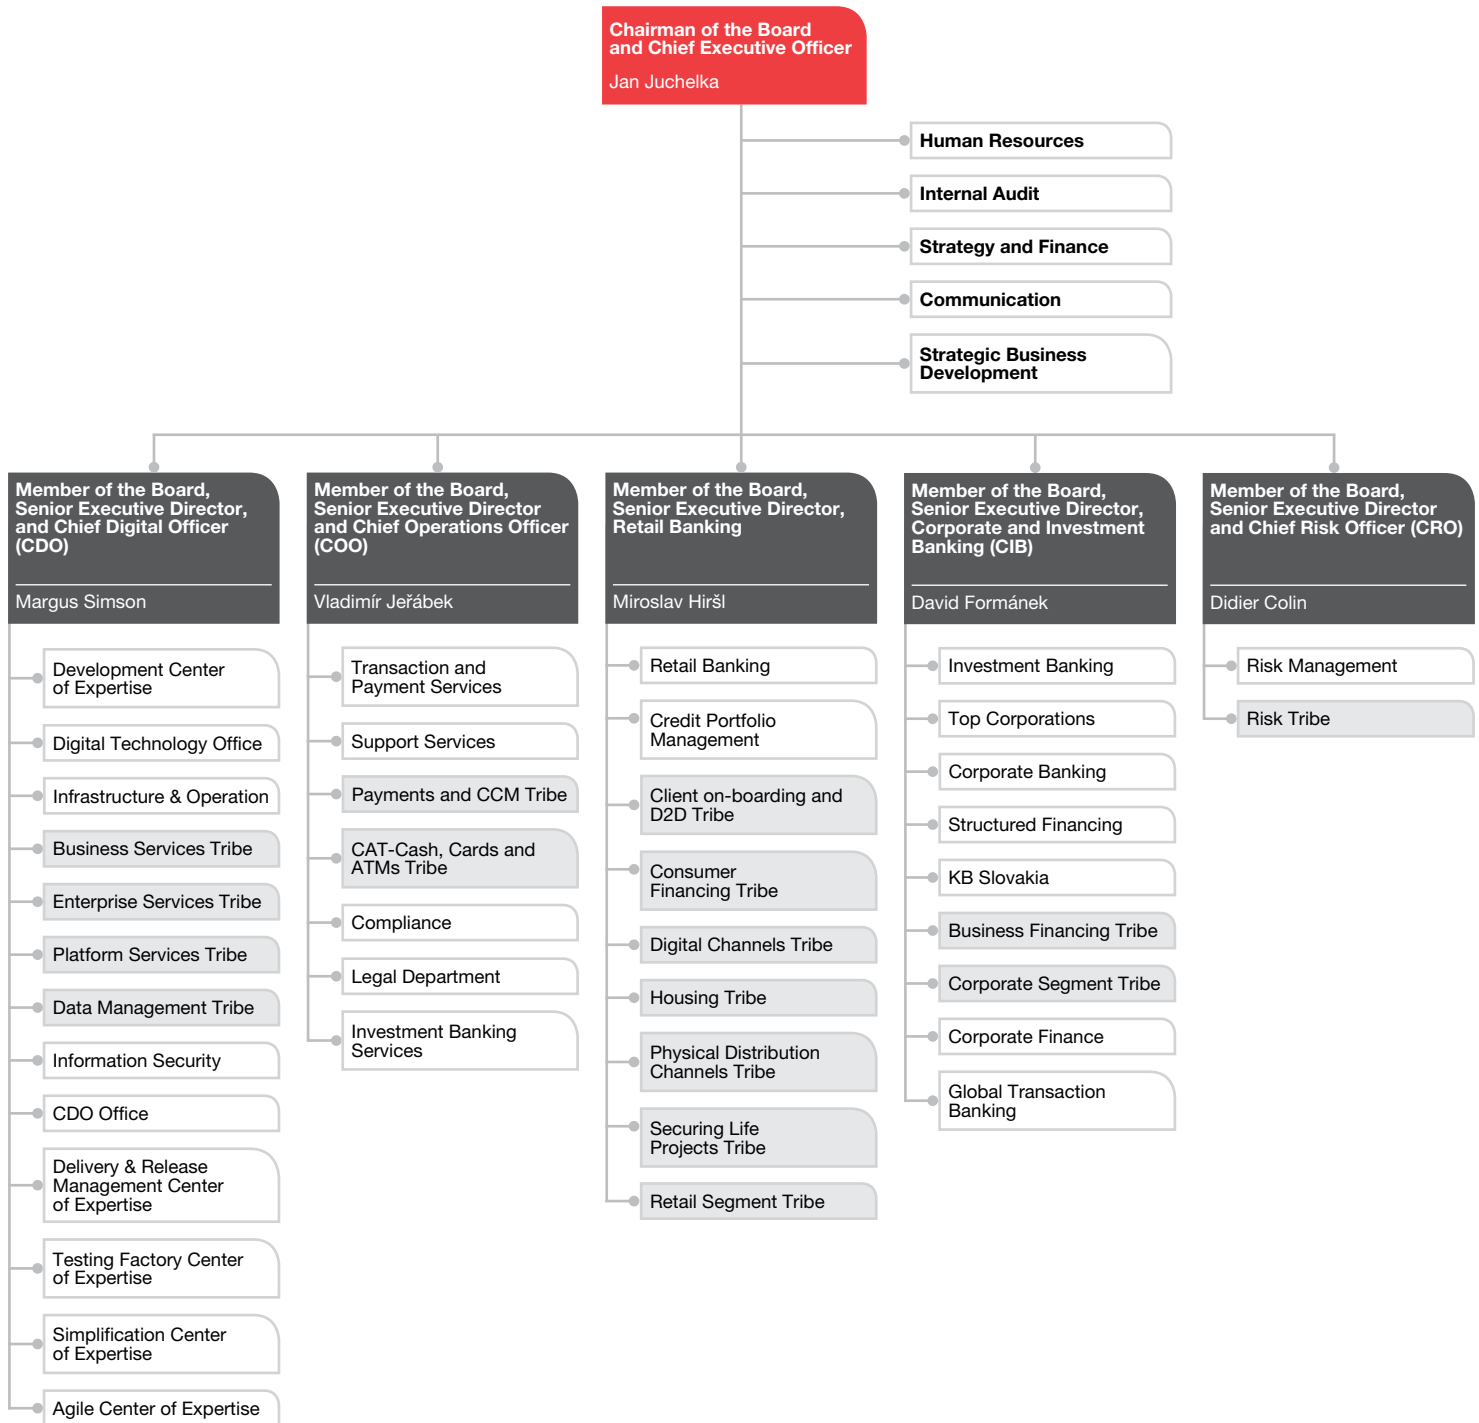 Chairman of the Board
and Chief Executive Officer
Jan Juchelka
Human Resources
Internal Audit
Strategy and Finance
Communication
Strategic Business
Development
Member of the Board,
Senior Executive Director,
and Chief Digital Officer
(CDO)
Margus Simson
Development Center
of Expertise
Digital Technology Office
Infrastructure & Operation
Business Services Tribe
Enterprise Services Tribe
Platform Services Tribe
Data Management Tribe
Information Security
CDO Office
Delivery & Release
Management Center
of Expertise
Testing Factory Center
of Expertise
Simplification Center
of Expertise
Agile Center of Expertise
Member of the Board,
Senior Executive Director
and Chief Operations Officer
(COO)
Vladimír Jeřábek
Transaction and
Payment Services
Support Services
Payments and CCM Tribe
CAT-Cash, Cards and
ATMs Tribe
Compliance
Legal Department
Investment Banking
Services
Member of the Board,
Senior Executive Director,
Retail Banking
Miroslav Hiršl
Retail Banking
Credit Portfolio
Management
Client on-boarding and
D2D Tribe
Consumer
Financing Tribe
Digital Channels Tribe
Housing Tribe
Physical Distribution
Channels Tribe
Securing Life
Projects Tribe
Retail Segment Tribe
Member of the Board,
Senior Executive Director,
Corporate and Investment
Banking (CIB)
David Formánek
Investment Banking
Top Corporations
Corporate Banking
Structured Financing
KB Slovakia
Business Financing Tribe
Corporate Segment Tribe
Corporate Finance
Global Transaction
Banking
Member of the Board,
Senior Executive Director
and Chief Risk Officer (CRO)
Didier Colin
Risk Management
Risk Tribe